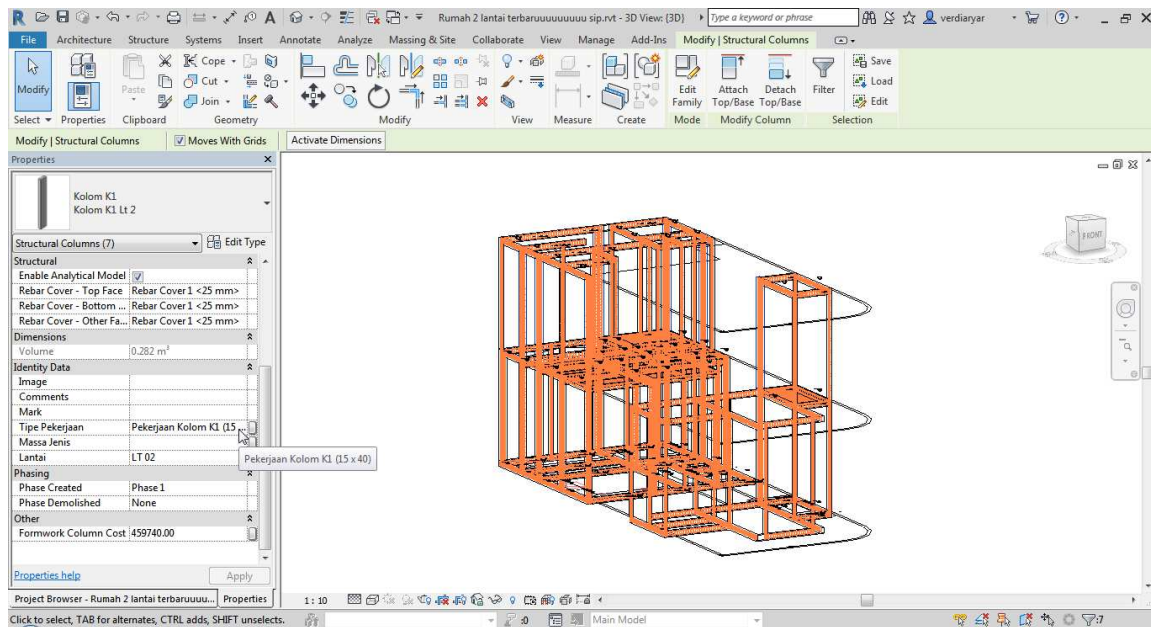 Rumah 2 lantai terbaruuuuuuuuu sip.rvt - 3D View: {3D}
Type a keyword or phrase
verdiaryar
File Architecture Structure Systems Insert Annotate Analyze Massing & Site Collaborate View Manage Add-Ins Modify | Structural Columns
Modify
Paste
Cope
Cut
Join
Edit Family
Attach Top/Base
Detach Top/Base
Filter
Save
Load
Edit
Select Properties Clipboard Geometry Modify View Measure Create Mode Modify Column Selection
Modify | Structural Columns Moves With Grids Activate Dimensions
Properties
Kolom K1
Kolom K1 Lt 2
Structural Columns (7) Edit Type
Structural
Enable Analytical Model
Rebar Cover - Top Face Rebar Cover 1 <25 mm>
Rebar Cover - Bottom ... Rebar Cover 1 <25 mm>
Rebar Cover - Other Fa... Rebar Cover 1 <25 mm>
Dimensions
Volume 0.282 m³
Identity Data
Image
Comments
Mark
Tipe Pekerjaan Pekerjaan Kolom K1 (15 ...
Massa Jenis
Lantai LT 02
Pekerjaan Kolom K1 (15 x 40)
Phasing
Phase Created Phase 1
Phase Demolished None
Other
Formwork Column Cost 459740.00
Properties help Apply
Project Browser - Rumah 2 lantai terbaruuuu... Properties
FRONT
1 : 10
Click to select, TAB for alternates, CTRL adds, SHIFT unselects. :0 Main Model :7